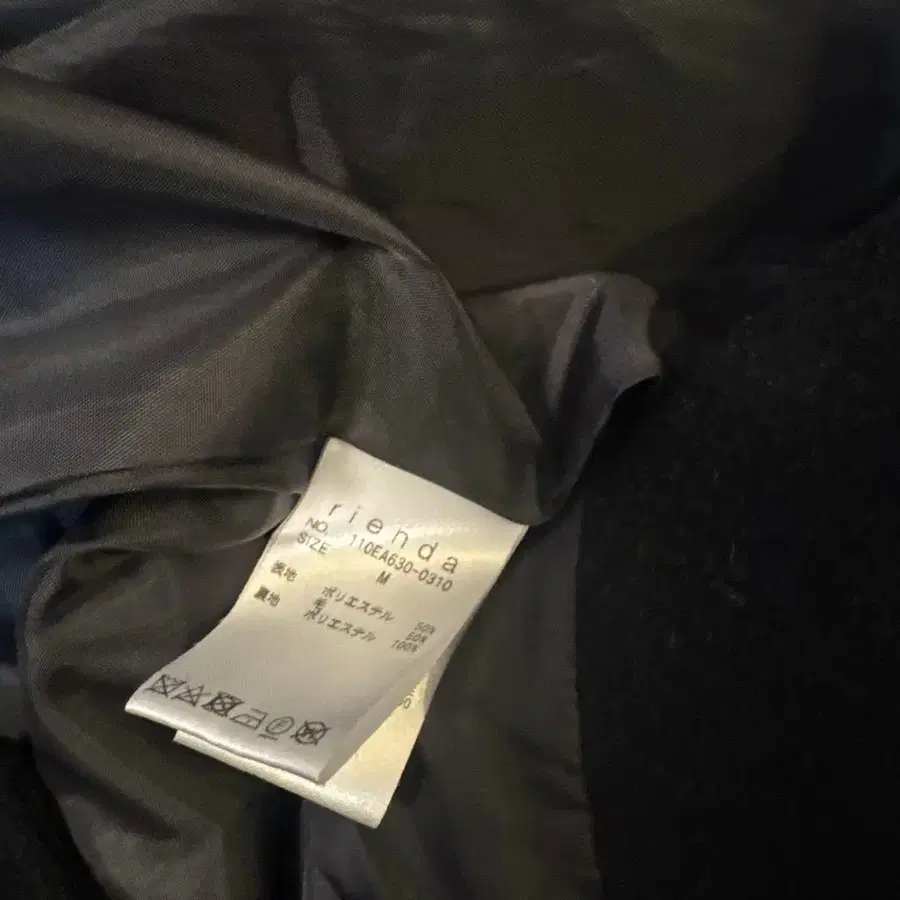 rienda
NO. 110EA630-0310
SIZE M
表地 ポリエステル 50%
毛 50%
裏地 ポリエステル 100%